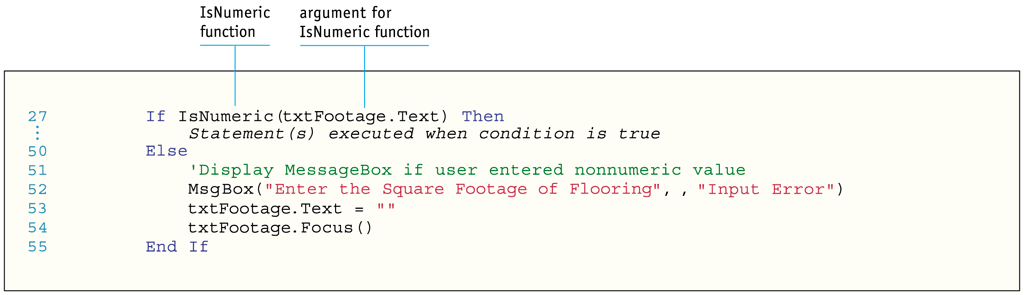 IsNumeric function
argument for IsNumeric function
27 If IsNumeric(txtFootage.Text) Then
⋮ Statement(s) executed when condition is true
50 Else
51 'Display MessageBox if user entered nonnumeric value
52 MsgBox("Enter the Square Footage of Flooring", , "Input Error")
53 txtFootage.Text = ""
54 txtFootage.Focus()
55 End If